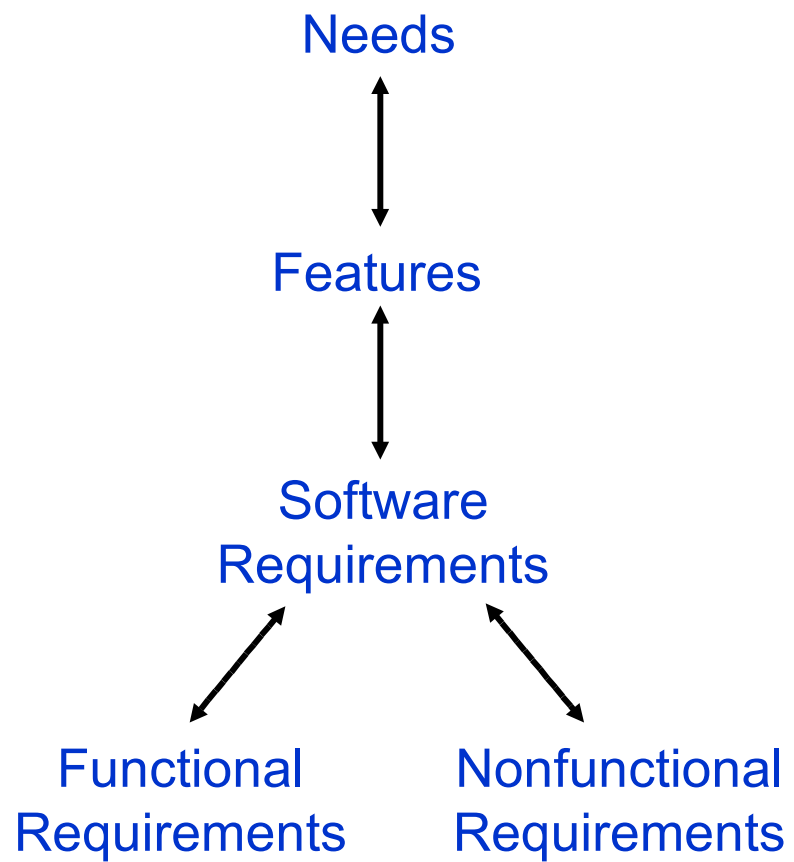 Needs
Features
Software
Requirements
Functional
Requirements
Nonfunctional
Requirements